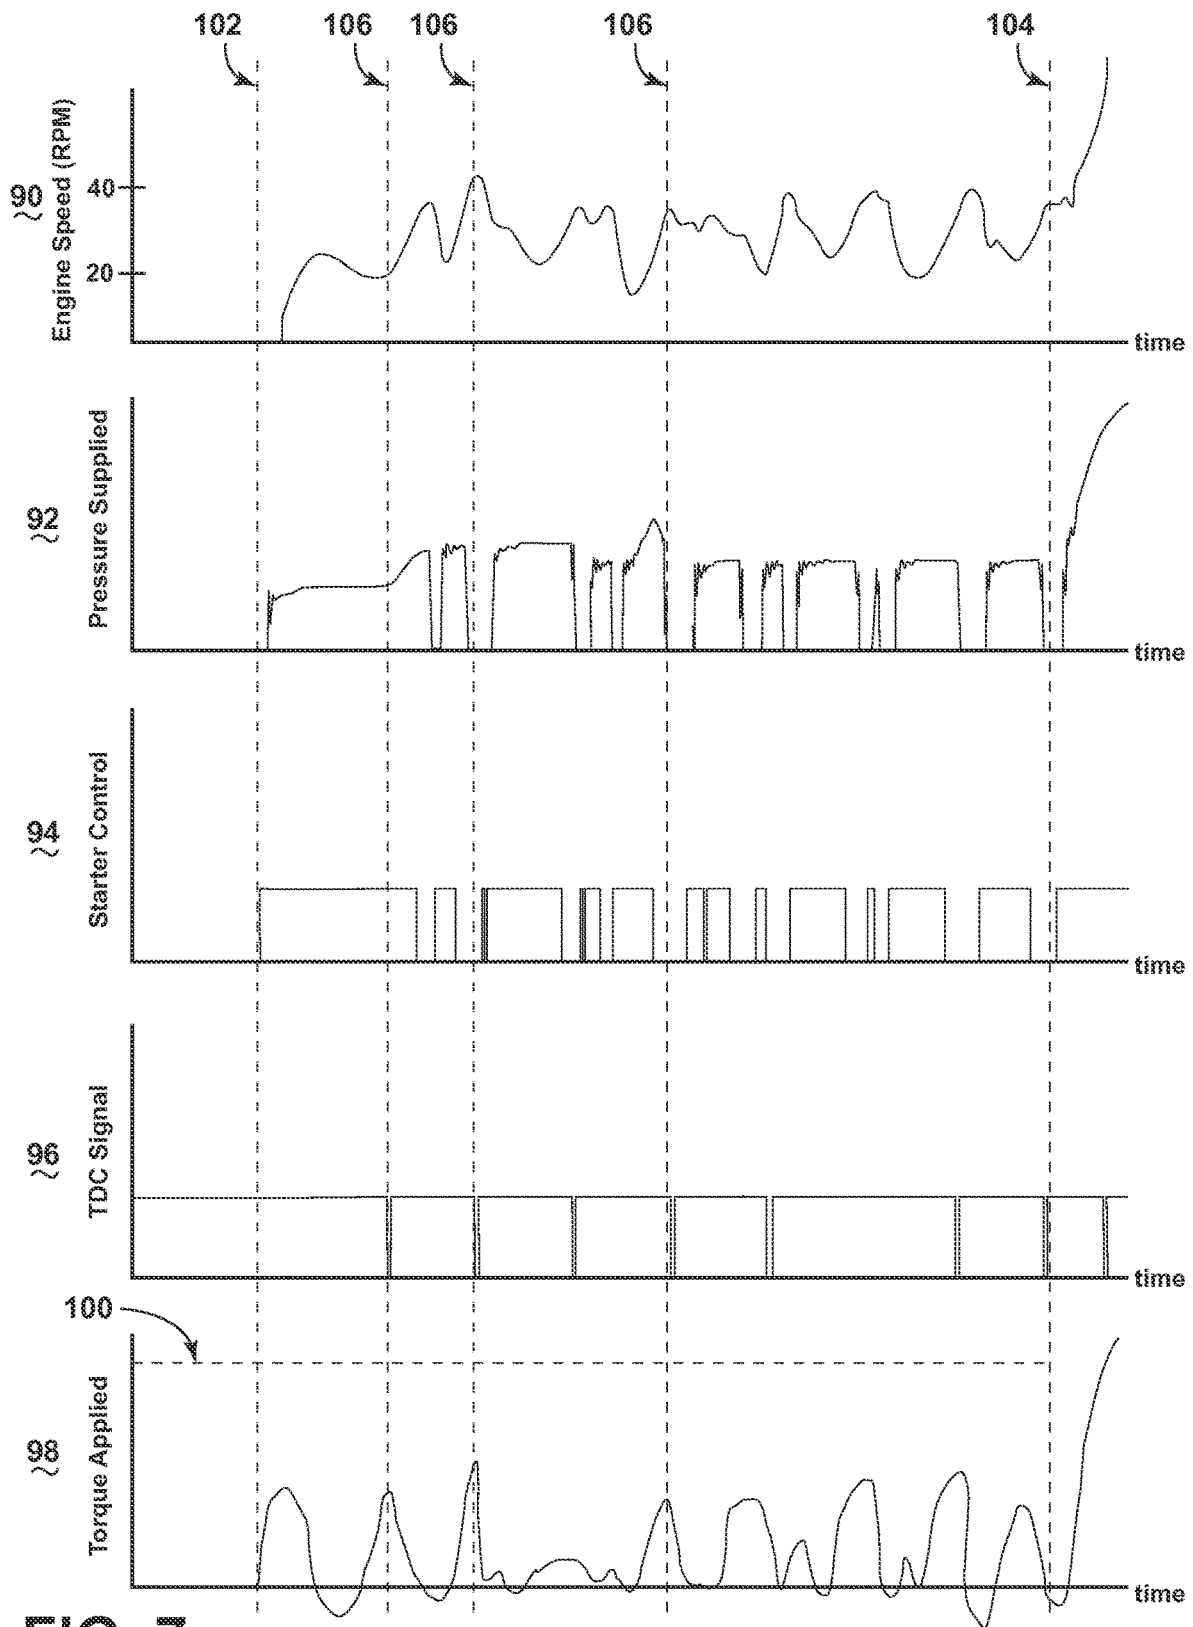 102
106
106
106
104
90
Engine Speed (RPM)
40
20
time
92
Pressure Supplied
time
94
Starter Control
time
96
TDC Signal
time
100
98
Torque Applied
time